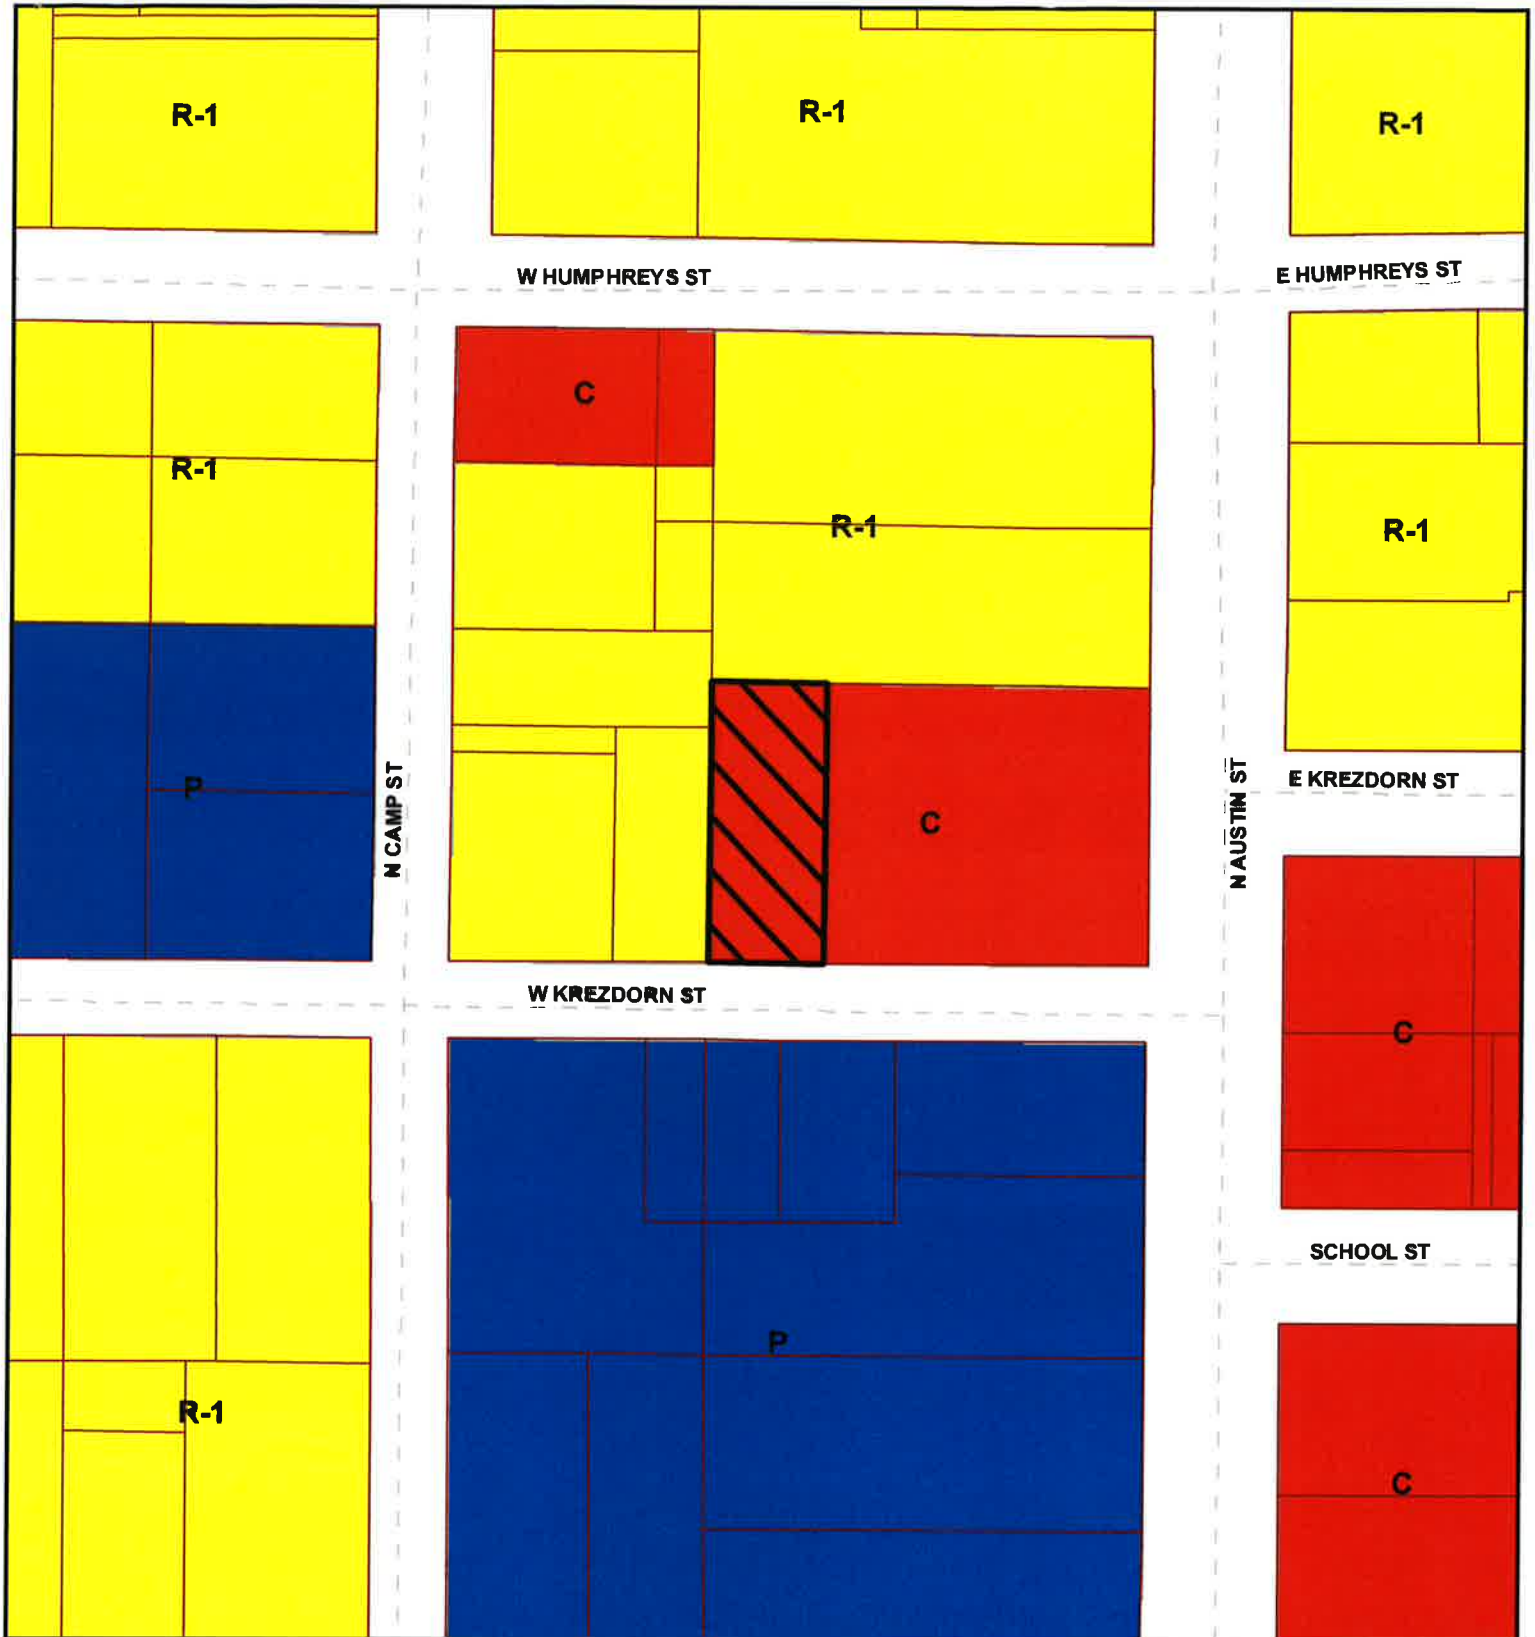 R-1
R-1
R-1
W HUMPHREYS ST
E HUMPHREYS ST
C
R-1
R-1
R-1
P
N CAMP ST
C
N AUSTIN ST
E KREZDORN ST
W KREZDORN ST
C
SCHOOL ST
P
R-1
C